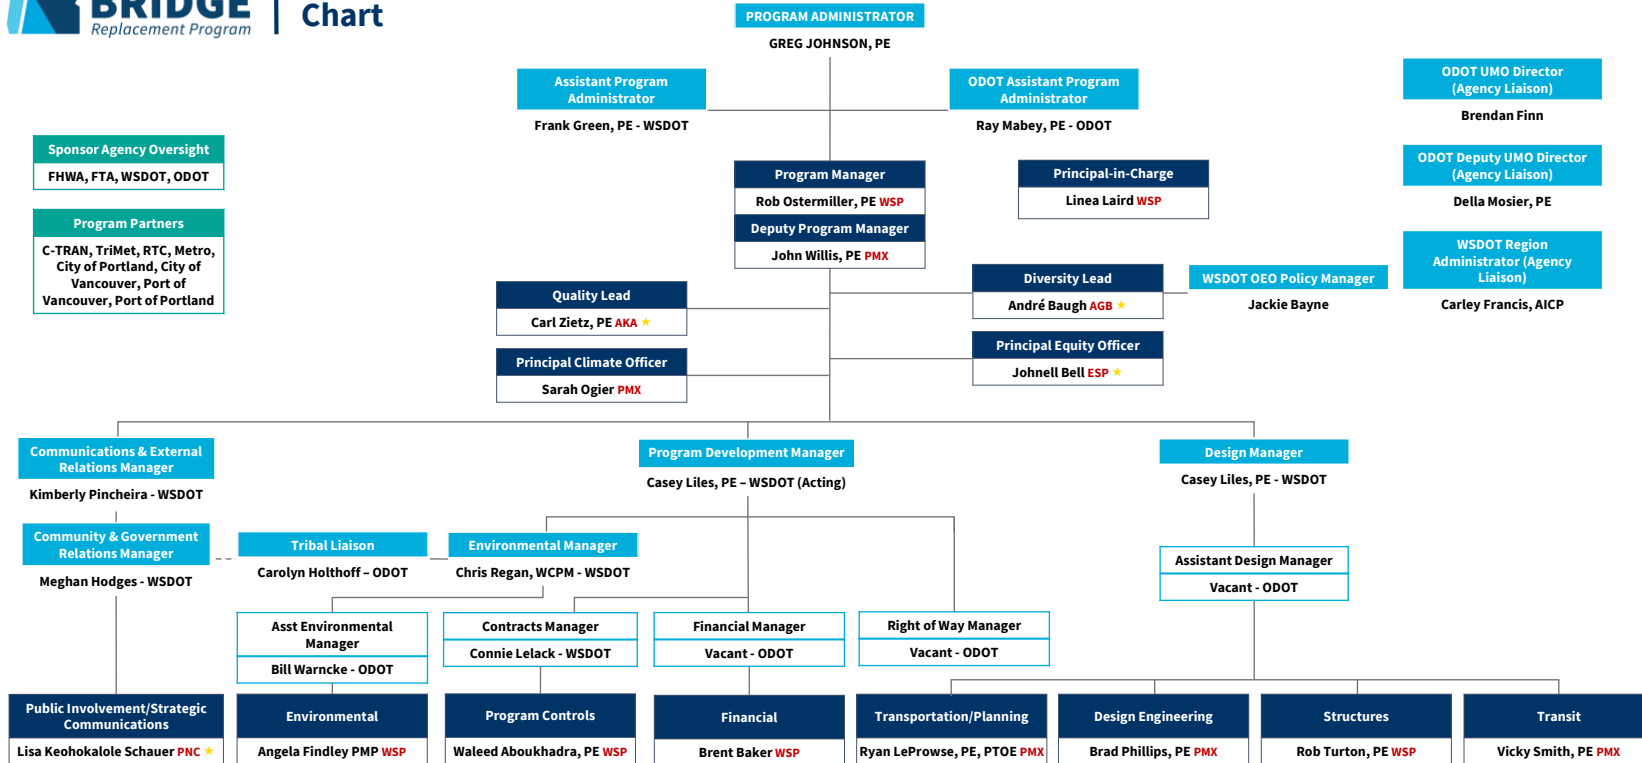 BRIDGE
Replacement Program
Chart
PROGRAM ADMINISTRATOR
GREG JOHNSON, PE
Assistant Program
Administrator
Frank Green, PE - WSDOT
ODOT Assistant Program
Administrator
Ray Mabey, PE - ODOT
ODOT UMO Director
(Agency Liaison)
Brendan Finn
ODOT Deputy UMO Director
(Agency Liaison)
Della Mosier, PE
WSDOT Region
Administrator (Agency
Liaison)
Carley Francis, AICP
Sponsor Agency Oversight
FHWA, FTA, WSDOT, ODOT
Program Partners
C-TRAN, TriMet, RTC, Metro,
City of Portland, City of
Vancouver, Port of
Vancouver, Port of Portland
Program Manager
Rob Ostermiller, PE WSP
Deputy Program Manager
John Willis, PE PMX
Principal-in-Charge
Linea Laird WSP
Quality Lead
Carl Zietz, PE AKA ★
Principal Climate Officer
Sarah Ogier PMX
Diversity Lead
André Baugh AGB ★
WSDOT OEO Policy Manager
Jackie Bayne
Principal Equity Officer
Johnell Bell ESP ★
Communications & External
Relations Manager
Kimberly Pincheira - WSDOT
Program Development Manager
Casey Liles, PE – WSDOT (Acting)
Design Manager
Casey Liles, PE - WSDOT
Community & Government
Relations Manager
Meghan Hodges - WSDOT
Tribal Liaison
Carolyn Holthoff – ODOT
Environmental Manager
Chris Regan, WCPM - WSDOT
Assistant Design Manager
Vacant - ODOT
Asst Environmental
Manager
Bill Warncke - ODOT
Contracts Manager
Connie Lelack - WSDOT
Financial Manager
Vacant - ODOT
Right of Way Manager
Vacant - ODOT
Public Involvement/Strategic
Communications
Lisa Keohokalole Schauer PNC ★
Environmental
Angela Findley PMP WSP
Program Controls
Waleed Aboukhadra, PE WSP
Financial
Brent Baker WSP
Transportation/Planning
Ryan LeProwse, PE, PTOE PMX
Design Engineering
Brad Phillips, PE PMX
Structures
Rob Turton, PE WSP
Transit
Vicky Smith, PE PMX